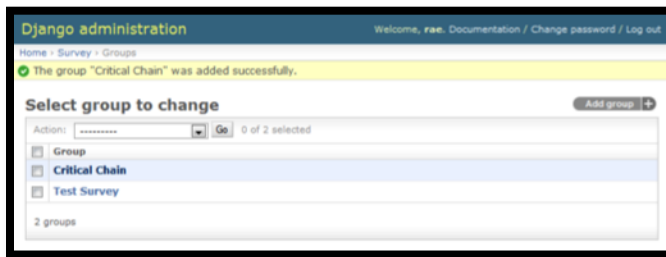 Django administration
Welcome, rae. Documentation / Change password / Log out
Home › Survey › Groups
The group "Critical Chain" was added successfully.
Select group to change
Add group +
Action: --------- Go 0 of 2 selected
Group
Critical Chain
Test Survey
2 groups